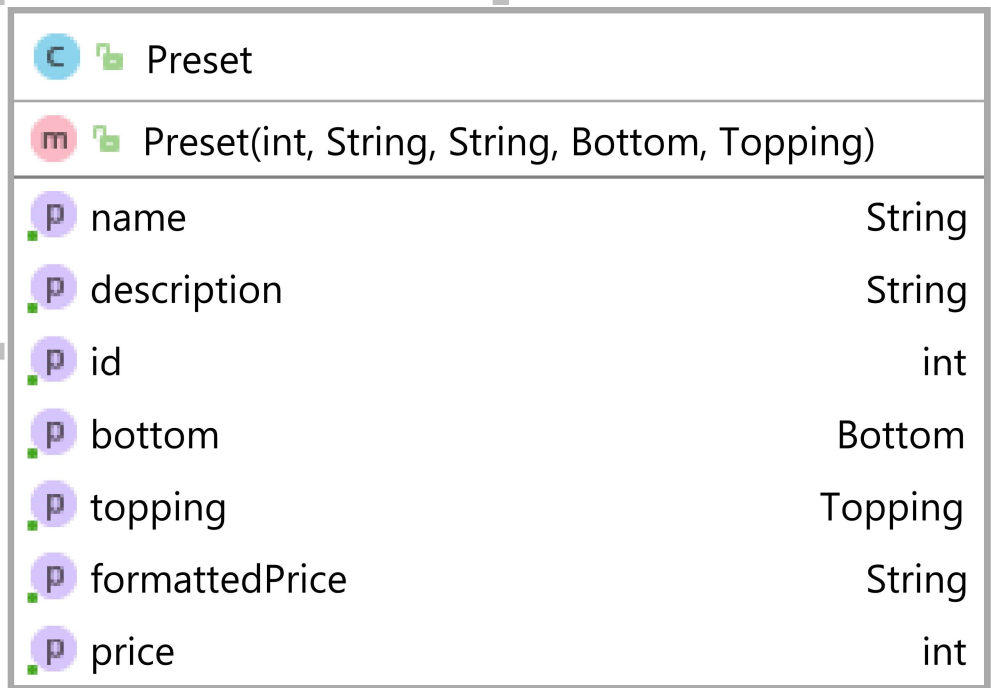 c Preset
m Preset(int, String, String, Bottom, Topping)
p name String
p description String
p id int
p bottom Bottom
p topping Topping
p formattedPrice String
p price int